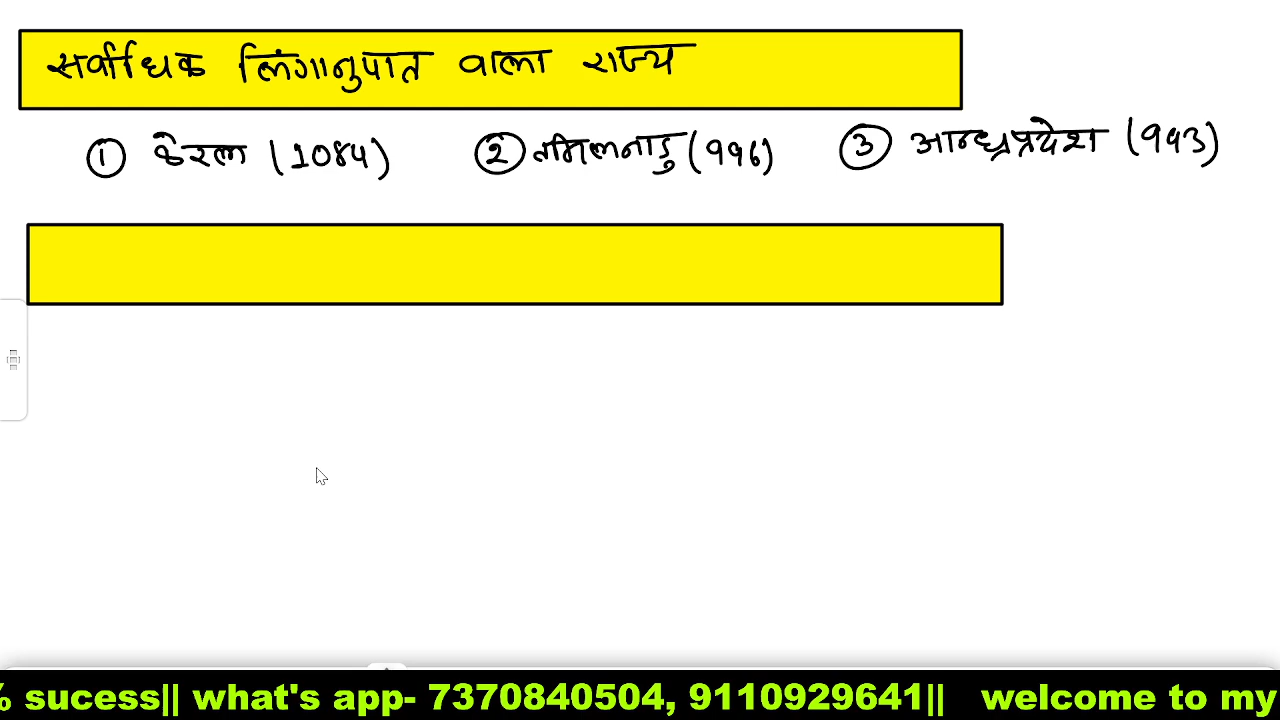 सर्वाधिक लिंगानुपात वाला राज्य
① केरला (1084) ② तमिलनाडु (996) ③ आन्ध्रप्रदेश (993)
% sucess|| what's app- 7370840504, 9110929641|| welcome to my